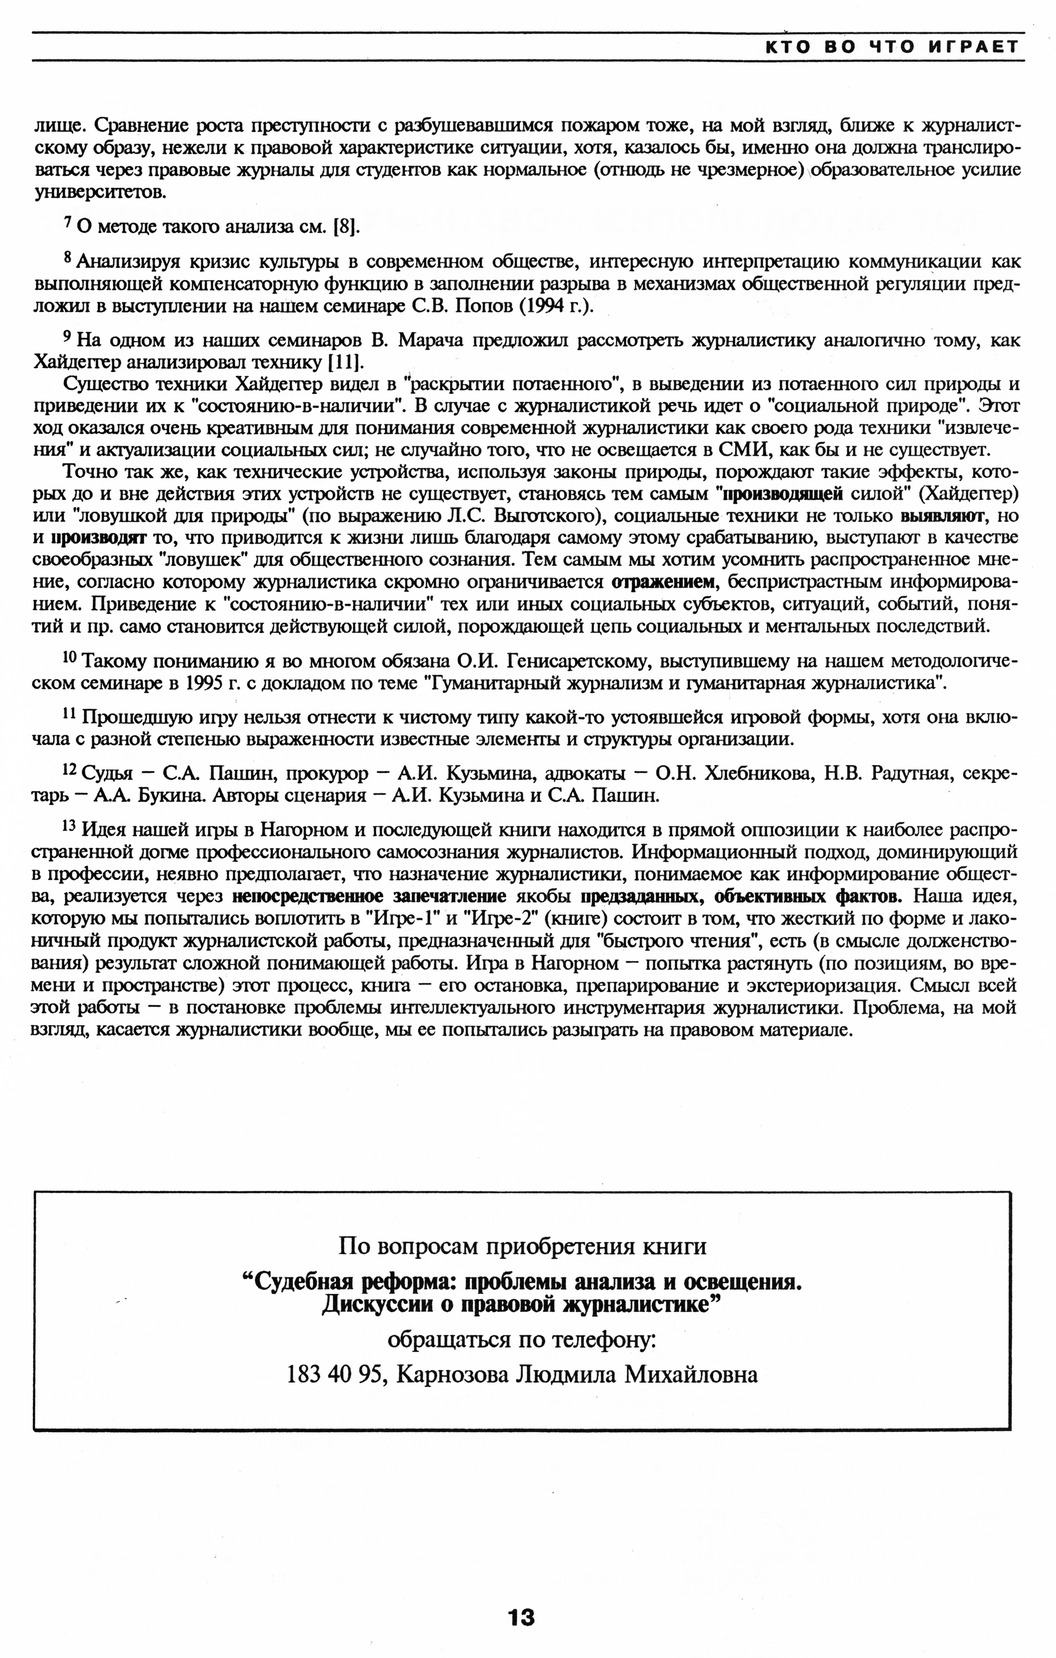 КТО ВО ЧТО ИГРАЕТ
лище. Сравнение роста преступности с разбушевавшимся пожаром тоже, на мой взгляд, ближе к журналист-
скому образу, нежели к правовой характеристике ситуации, хотя, казалось бы, именно она должна транслиро-
ваться через правовые журналы для студентов как нормальное (отнюдь не чрезмерное) образовательное усилие
университетов.
7 О методе такого анализа см. [8].
8 Анализируя кризис культуры в современном обществе, интересную интерпретацию коммуникации как
выполняющей компенсаторную функцию в заполнении разрыва в механизмах общественной регуляции пред-
ложил в выступлении на нашем семинаре С.В. Попов (1994 г.).
9 На одном из наших семинаров В. Марача предложил рассмотреть журналистику аналогично тому, как
Хайдеггер анализировал технику [11].
Существо техники Хайдеггер видел в "раскрытии потаенного", в выведении из потаенного сил природы и
приведении их к "состоянию-в-наличии". В случае с журналистикой речь идет о "социальной природе". Этот
ход оказался очень креативным для понимания современной журналистики как своего рода техники "извлече-
ния" и актуализации социальных сил; не случайно того, что не освещается в СМИ, как бы и не существует.
Точно так же, как технические устройства, используя законы природы, порождают такие эффекты, кото-
рых до и вне действия этих устройств не существует, становясь тем самым "производящей силой" (Хайдеггер)
или "ловушкой для природы" (по выражению Л.С. Выготского), социальные техники не только выявляют, но
и производят то, что приводится к жизни лишь благодаря самому этому срабатыванию, выступают в качестве
своеобразных "ловушек" для общественного сознания. Тем самым мы хотим усомнить распространенное мне-
ние, согласно которому журналистика скромно ограничивается отражением, беспристрастным информирова-
нием. Приведение к "состоянию-в-наличии" тех или иных социальных субъектов, ситуаций, событий, поня-
тий и пр. само становится действующей силой, порождающей цепь социальных и ментальных последствий.
10 Такому пониманию я во многом обязана О.И. Генисаретскому, выступившему на нашем методологиче-
ском семинаре в 1995 г. с докладом по теме "Гуманитарный журнализм и гуманитарная журналистика".
11 Прошедшую игру нельзя отнести к чистому типу какой-то устоявшейся игровой формы, хотя она вклю-
чала с разной степенью выраженности известные элементы и структуры организации.
12 Судья — С.А. Пашин, прокурор — А.И. Кузьмина, адвокаты — О.Н. Хлебникова, Н.В. Радутная, секре-
тарь — А.А. Букина. Авторы сценария — А.И. Кузьмина и С.А. Пашин.
13 Идея нашей игры в Нагорном и последующей книги находится в прямой оппозиции к наиболее распро-
страненной догме профессионального самосознания журналистов. Информационный подход, доминирующий
в профессии, неявно предполагает, что назначение журналистики, понимаемое как информирование общест-
ва, реализуется через непосредственное запечатление якобы предзаданных, объективных фактов. Наша идея,
которую мы попытались воплотить в "Игре-1" и "Игре-2" (книге) состоит в том, что жесткий по форме и лако-
ничный продукт журналистской работы, предназначенный для "быстрого чтения", есть (в смысле долженство-
вания) результат сложной понимающей работы. Игра в Нагорном — попытка растянуть (по позициям, во вре-
мени и пространстве) этот процесс, книга — его остановка, препарирование и экстериоризация. Смысл всей
этой работы — в постановке проблемы интеллектуального инструментария журналистики. Проблема, на мой
взгляд, касается журналистики вообще, мы ее попытались разыграть на правовом материале.
По вопросам приобретения книги
“Судебная реформа: проблемы анализа и освещения.
Дискуссии о правовой журналистике”
обращаться по телефону:
183 40 95, Карнозова Людмила Михайловна
13